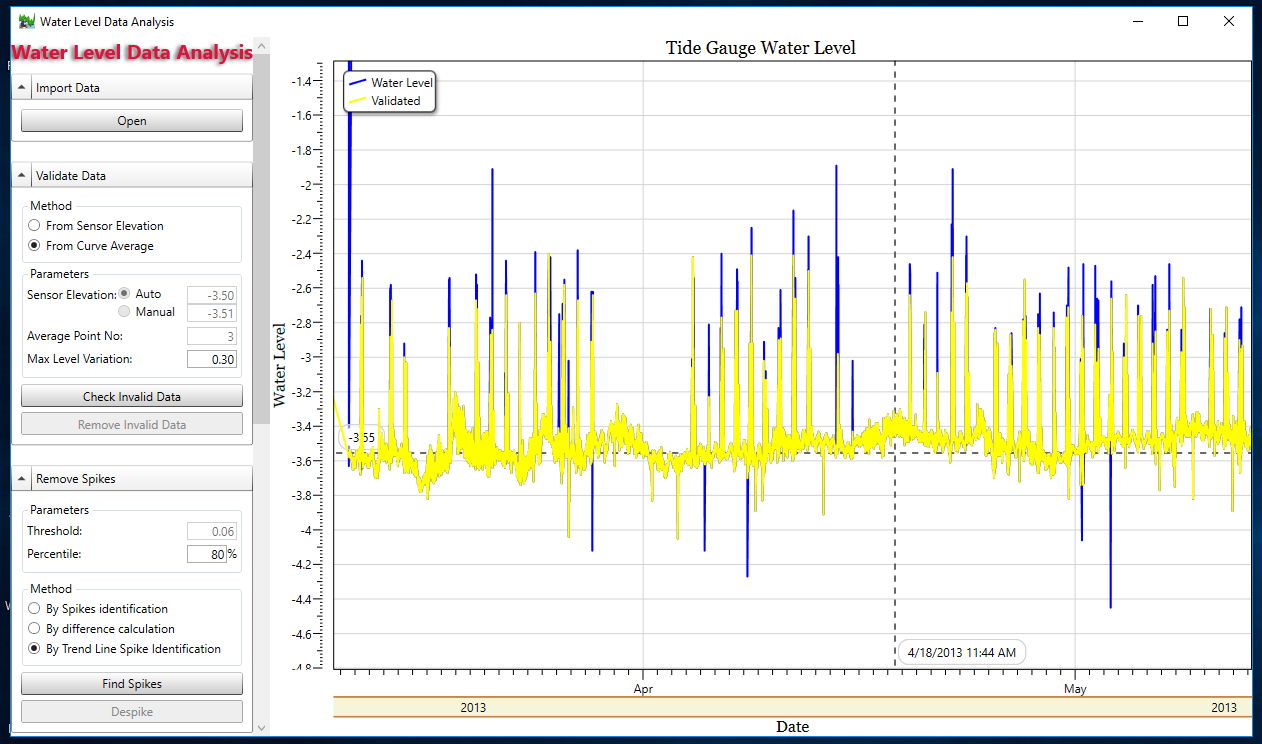 Water Level Data Analysis
Water Level Data Analysis
Import Data
Open
Validate Data
Method
From Sensor Elevation
From Curve Average
Parameters
Sensor Elevation: Auto -3.50
Manual -3.51
Average Point No: 3
Max Level Variation: 0.30
Check Invalid Data
Remove Invalid Data
Remove Spikes
Parameters
Threshold: 0.06
Percentile: 80 %
Method
By Spikes identification
By difference calculation
By Trend Line Spike Identification
Find Spikes
Despike
Tide Gauge Water Level
Water Level
Validated
Water Level
-1.4
-1.6
-1.8
-2
-2.2
-2.4
-2.6
-2.8
-3
-3.2
-3.4
-3.6
-3.8
-4
-4.2
-4.4
-4.6
-4.8
-3.55
4/18/2013 11:44 AM
Apr May
2013 2013
Date